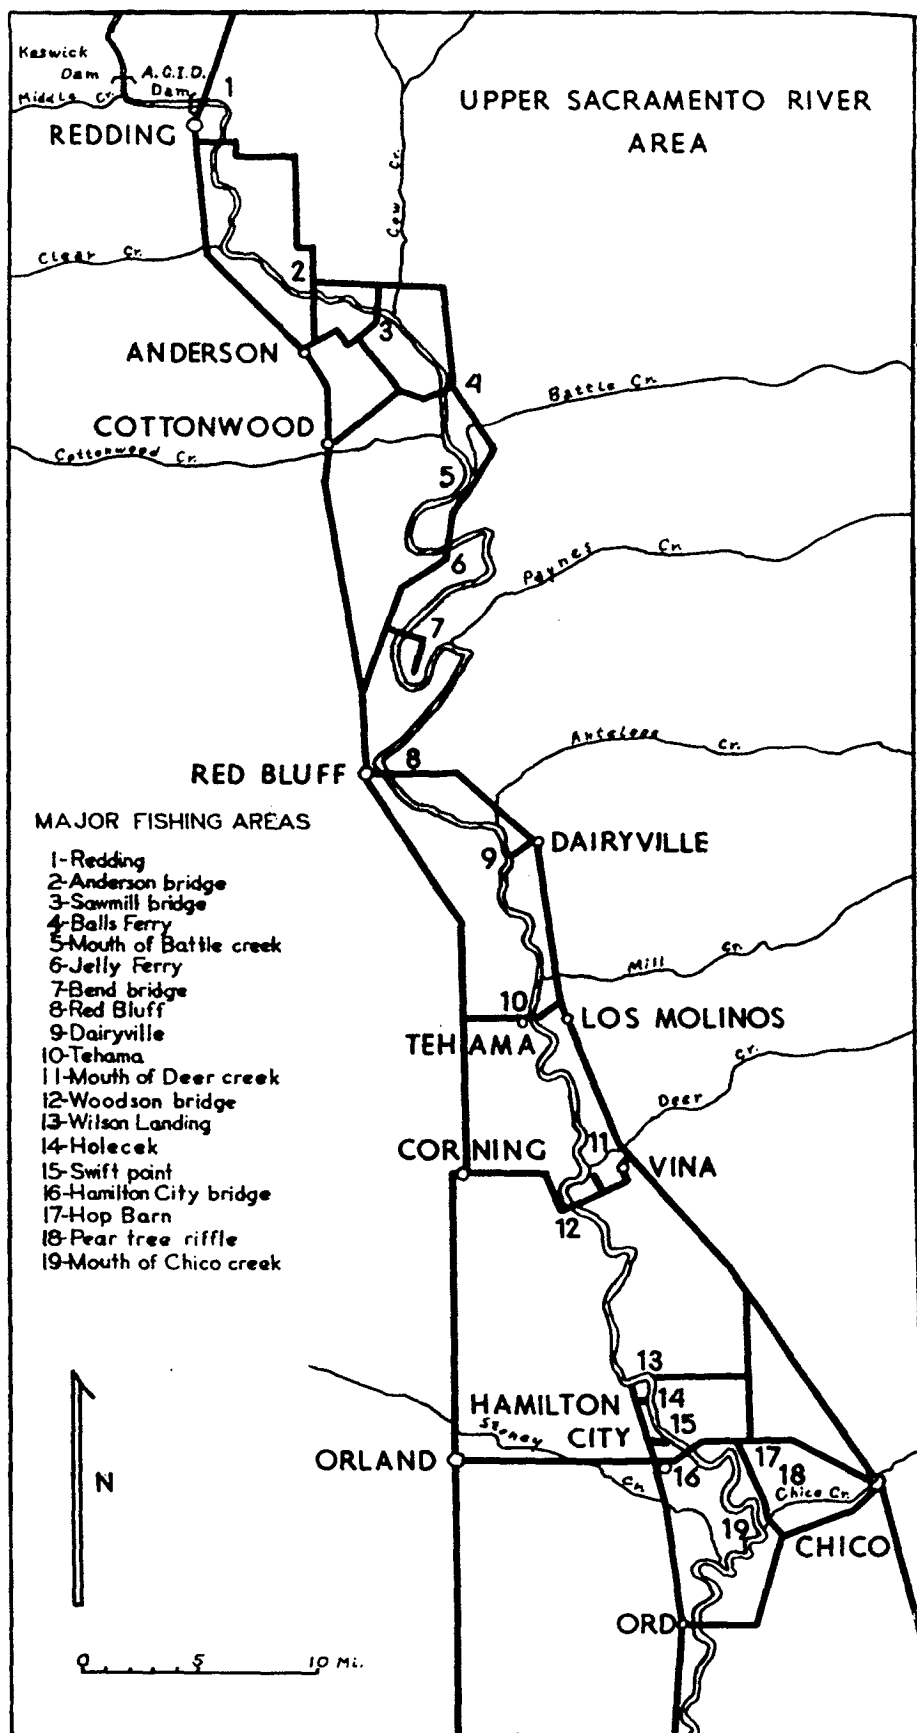 Keswick
Dam
A.C.I.D.
Dam
1
Middle Cr.
REDDING
UPPER SACRAMENTO RIVER
AREA
Cow Cr.
Clear Cr.
2
3
ANDERSON
4
Battle Cr.
COTTONWOOD
Cottonwood Cr.
5
6
Paynes Cr.
7
Antelope Cr.
8
RED BLUFF
MAJOR FISHING AREAS
1-Redding
2-Anderson bridge
3-Sawmill bridge
4-Balls Ferry
5-Mouth of Battle creek
6-Jelly Ferry
7-Bend bridge
8-Red Bluff
9-Dairyville
10-Tehama
11-Mouth of Deer creek
12-Woodson bridge
13-Wilson Landing
14-Holecek
15-Swift point
16-Hamilton City bridge
17-Hop Barn
18-Pear tree riffle
19-Mouth of Chico creek
9
DAIRYVILLE
Mill Cr.
10
TEHAMA
LOS MOLINOS
Deer Cr.
11
CORNING
VINA
12
13
HAMILTON
CITY
14
15
Stoney Cr.
ORLAND
16
17
18
Chico Cr.
19
CHICO
N
ORD
0 5 10 Mi.